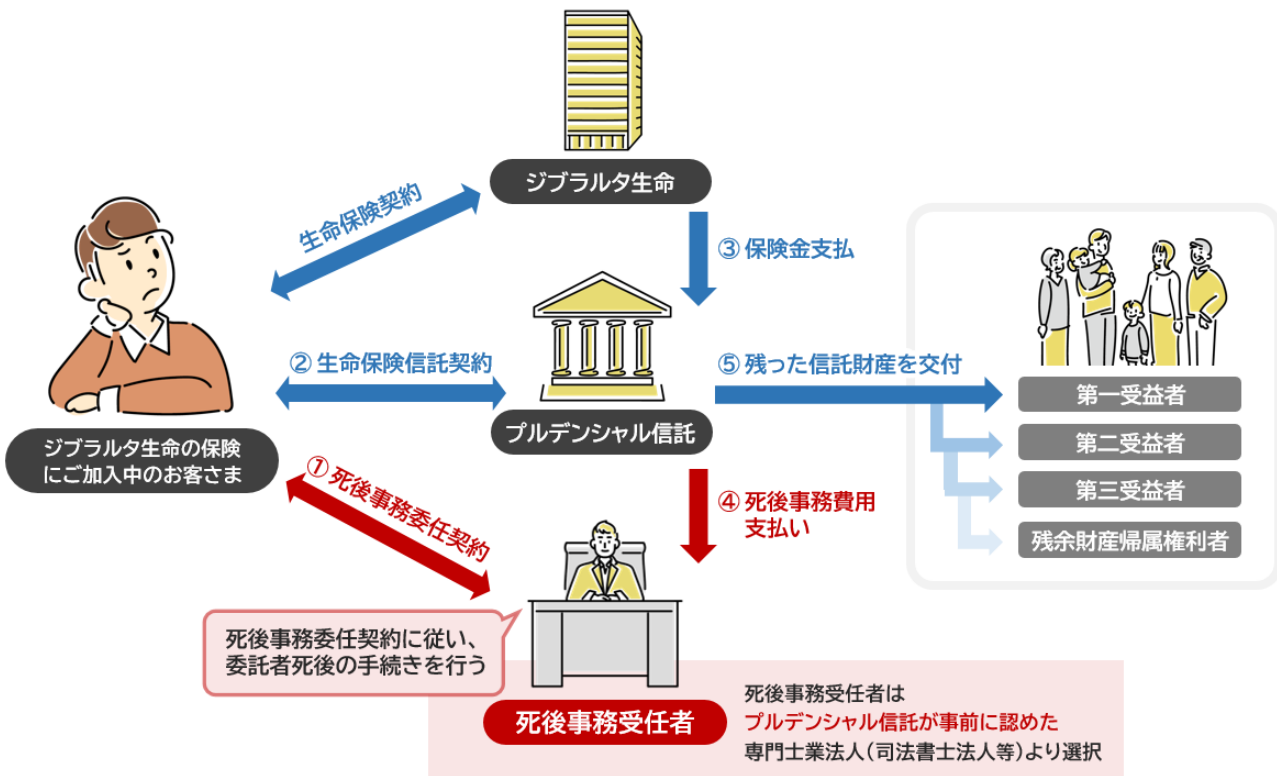 ジブラルタ生命
生命保険契約
③ 保険金支払
② 生命保険信託契約
⑤ 残った信託財産を交付
第一受益者
プルデンシャル信託
ジブラルタ生命の保険
にご加入中のお客さま
第二受益者
第三受益者
残余財産帰属権利者
① 死後事務委任契約
④ 死後事務費用
支払い
死後事務委任契約に従い、
委託者死後の手続きを行う
死後事務受任者
死後事務受任者は
プルデンシャル信託が事前に認めた
専門士業法人(司法書士法人等)より選択